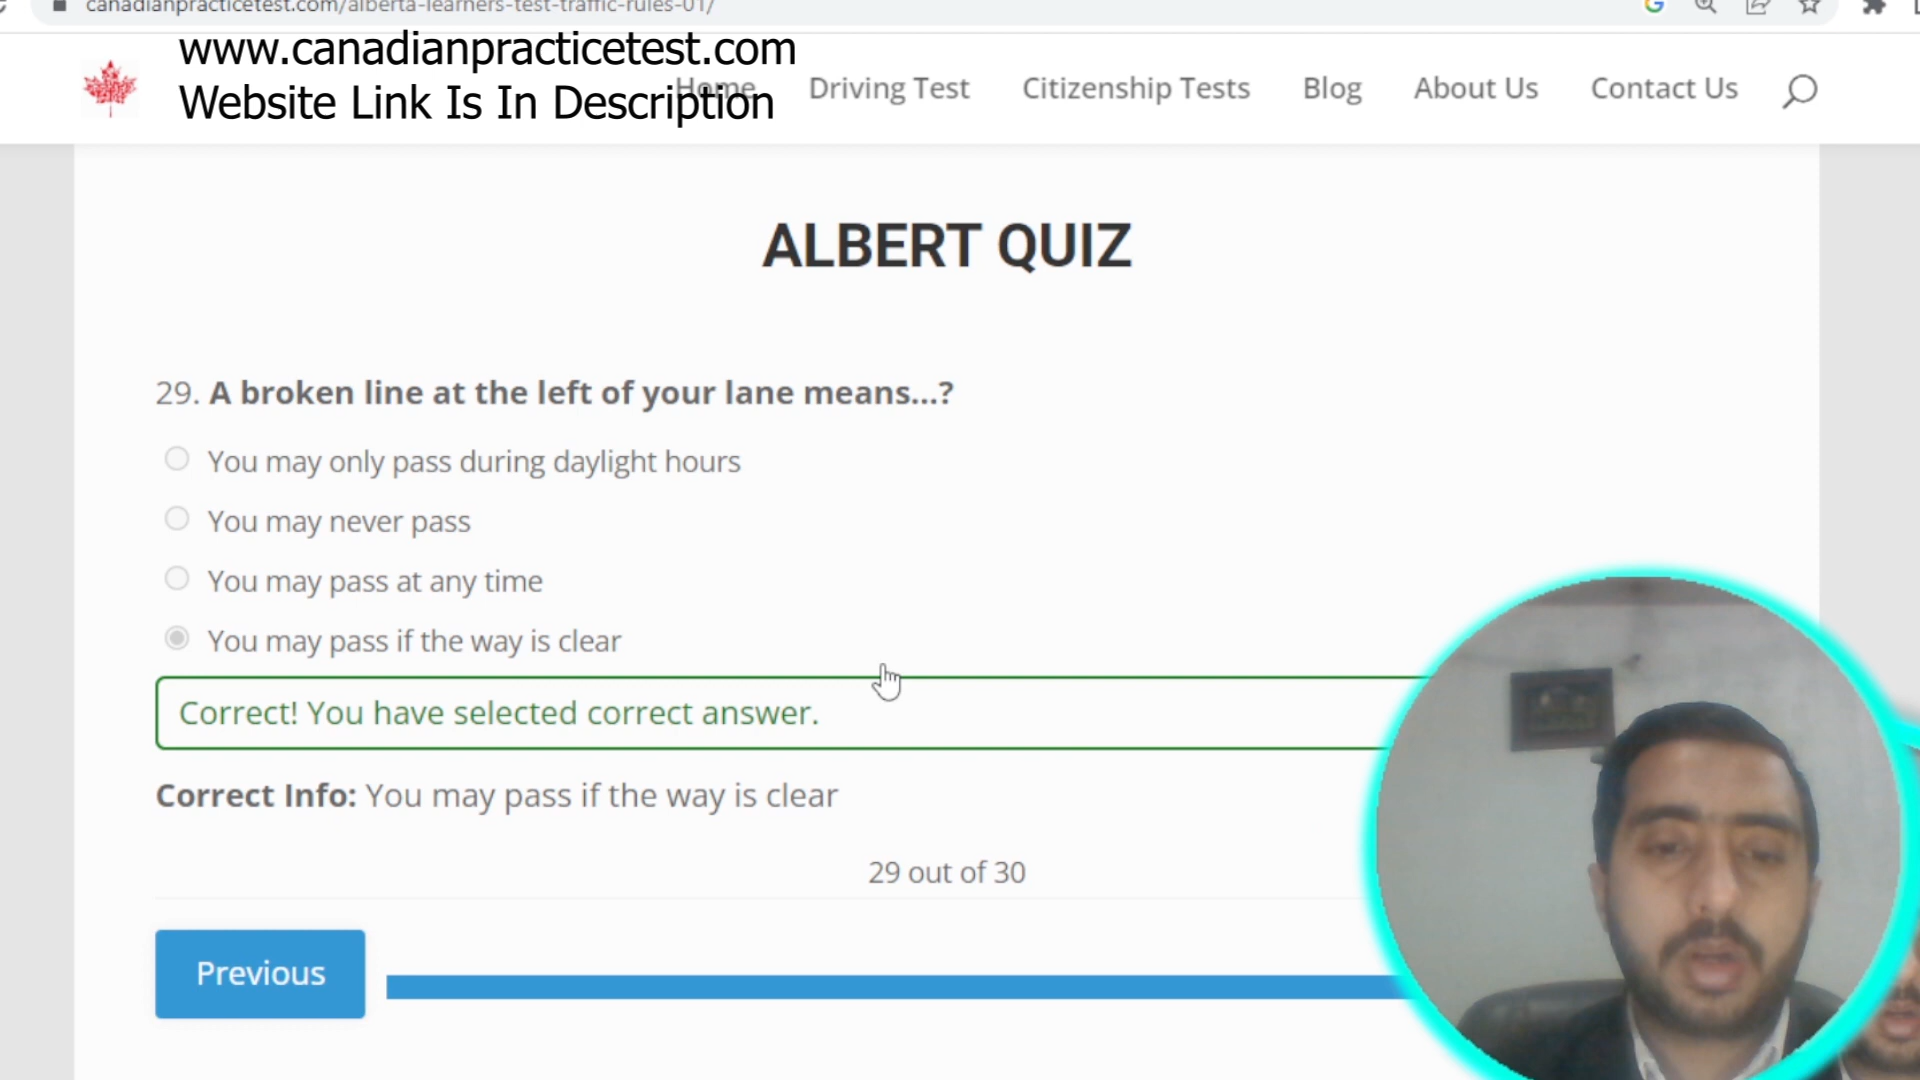 canadianpracticetest.com/alberta-learners-test-traffic-rules-01/
www.canadianpracticetest.com
Website Link Is In Description
Home Driving Test Citizenship Tests Blog About Us Contact Us
ALBERT QUIZ
29. A broken line at the left of your lane means...?
You may only pass during daylight hours
You may never pass
You may pass at any time
You may pass if the way is clear
Correct! You have selected correct answer.
Correct Info: You may pass if the way is clear
29 out of 30
Previous